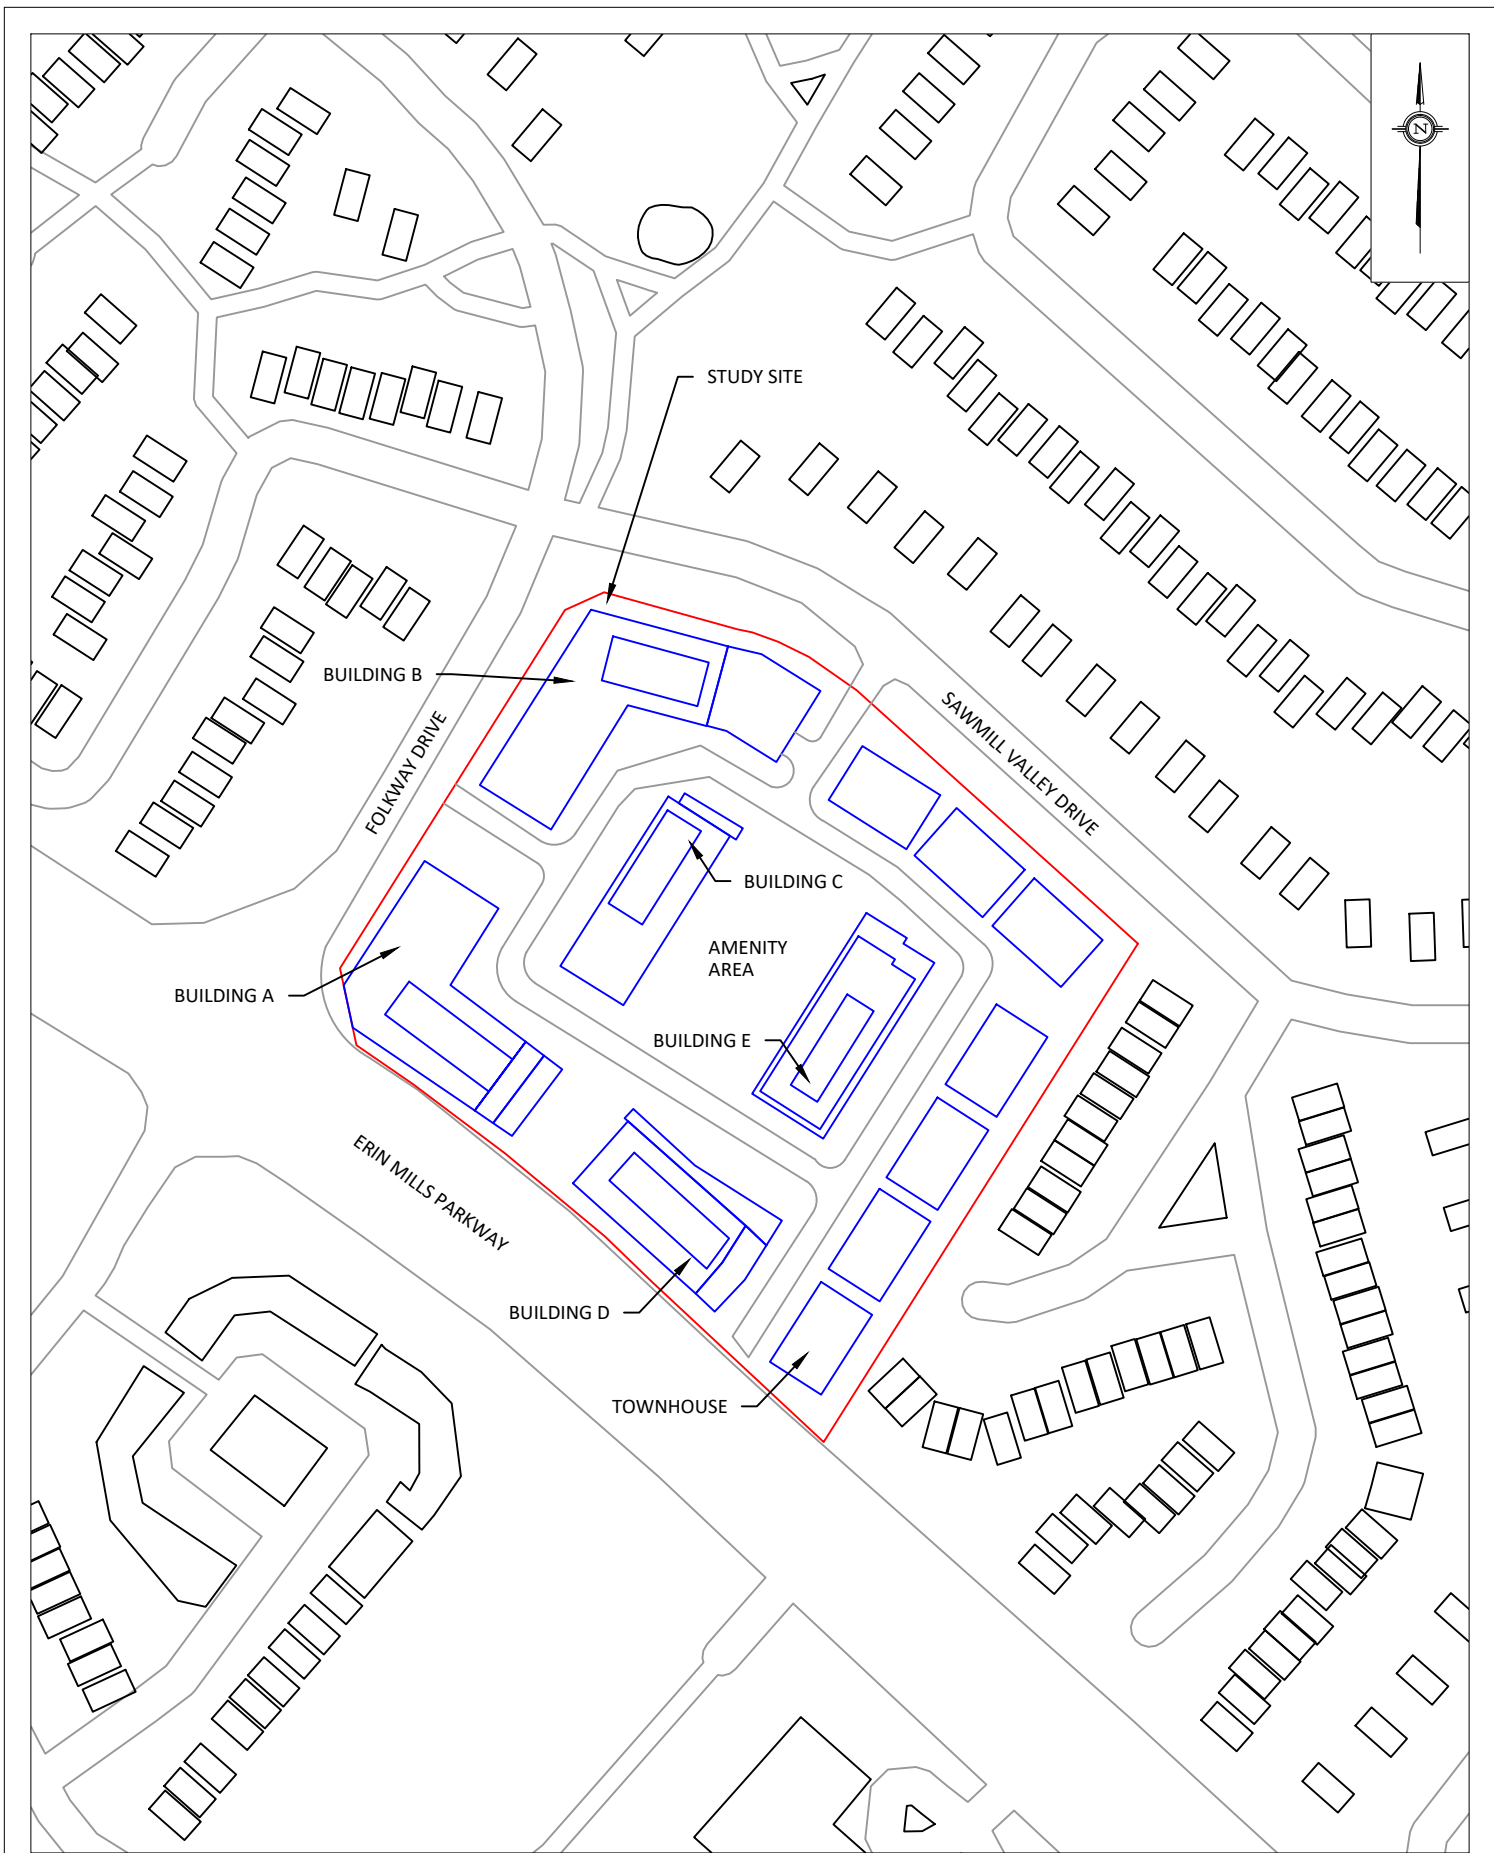 N
STUDY SITE
BUILDING B
SAWMILL VALLEY DRIVE
FOLKWAY DRIVE
BUILDING C
AMENITY
AREA
BUILDING A
BUILDING E
ERIN MILLS PARKWAY
BUILDING D
TOWNHOUSE